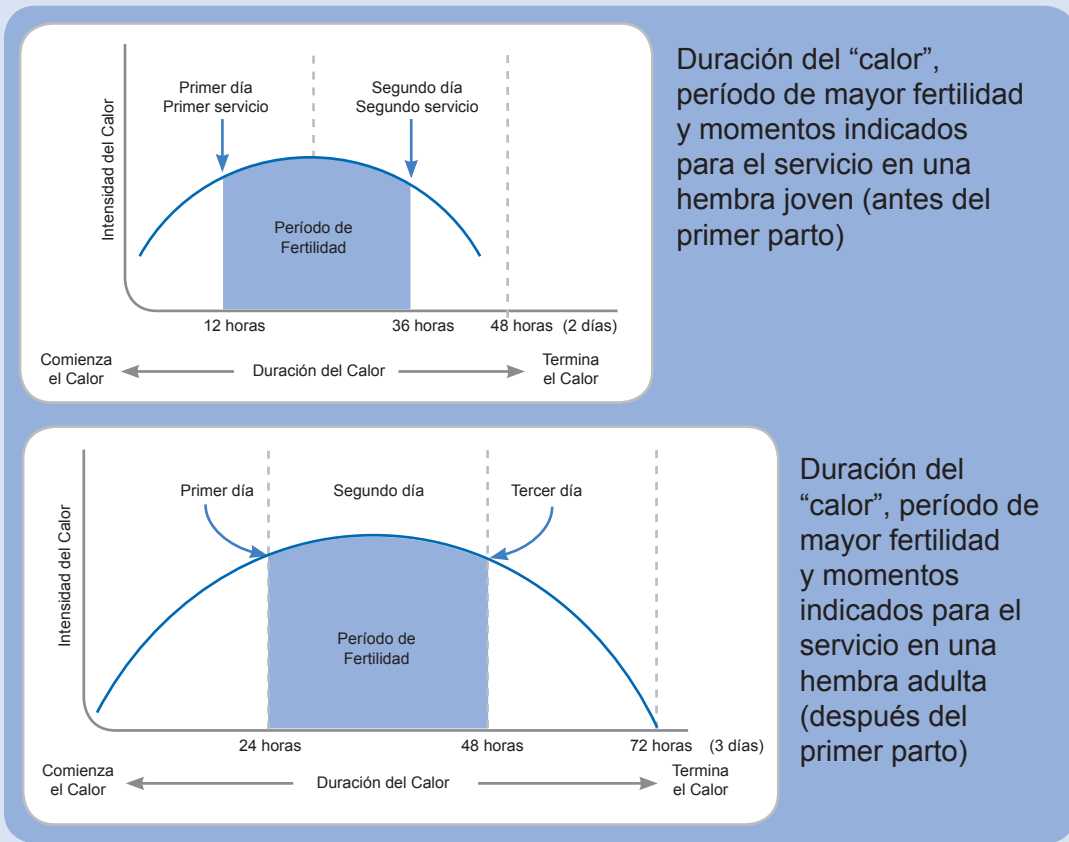 Intensidad del Calor
Primer día
Primer servicio
Segundo día
Segundo servicio
Período de
Fertilidad
12 horas
36 horas
48 horas
(2 días)
Comienza
el Calor
Duración del Calor
Termina
el Calor
Duración del “calor”,
período de mayor fertilidad
y momentos indicados
para el servicio en una
hembra joven (antes del
primer parto)
Intensidad del Calor
Primer día
Segundo día
Tercer día
Período de
Fertilidad
24 horas
48 horas
72 horas
(3 días)
Comienza
el Calor
Duración del Calor
Termina
el Calor
Duración del
“calor”, período de
mayor fertilidad
y momentos
indicados para el
servicio en una
hembra adulta
(después del
primer parto)